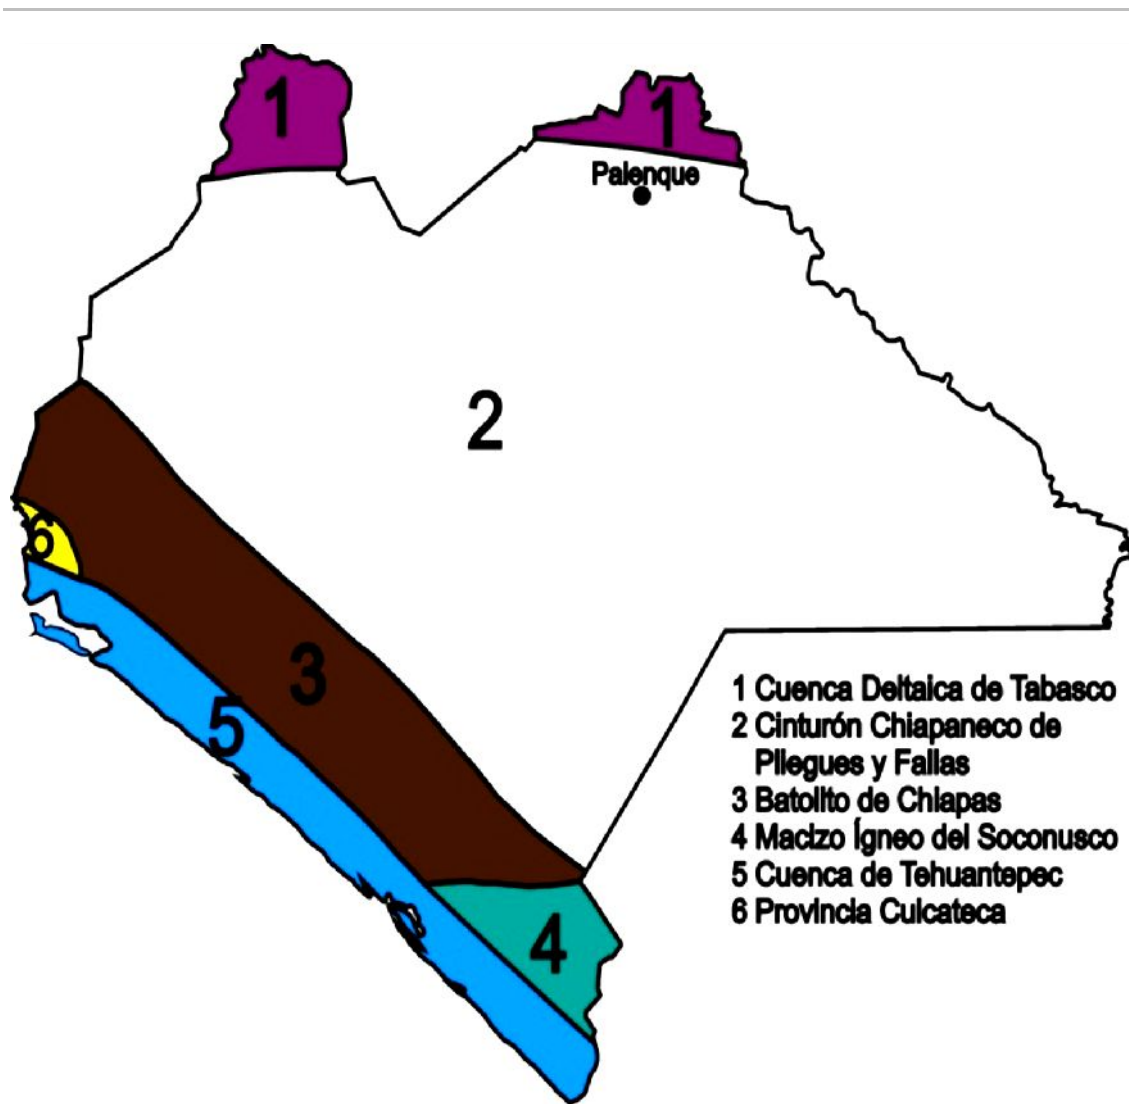 1
1
Palenque
2
6
3
5
4
1 Cuenca Deltaica de Tabasco
2 Cinturón Chiapaneco de
Pliegues y Fallas
3 Batolito de Chiapas
4 Macizo Ígneo del Soconusco
5 Cuenca de Tehuantepec
6 Provincia Cuicateca